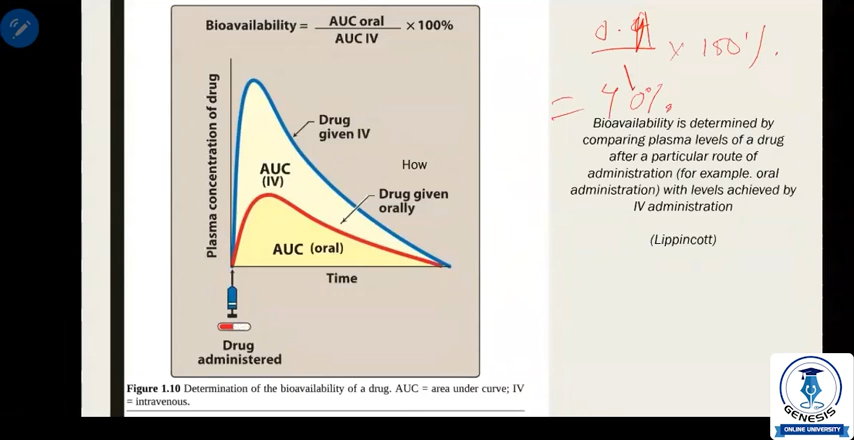 Bioavailability = AUC oral / AUC IV × 100%
Plasma concentration of drug
Drug
given IV
AUC
(IV)
How
Drug given
orally
AUC (oral)
Time
Drug
administered
Figure 1.10 Determination of the bioavailability of a drug. AUC = area under curve; IV
= intravenous.
× 100%.
= 40%.
Bioavailability is determined by
comparing plasma levels of a drug
after a particular route of
administration (for example. oral
administration) with levels achieved by
IV administration
(Lippincott)
GENESIS
ONLINE UNIVERSITY